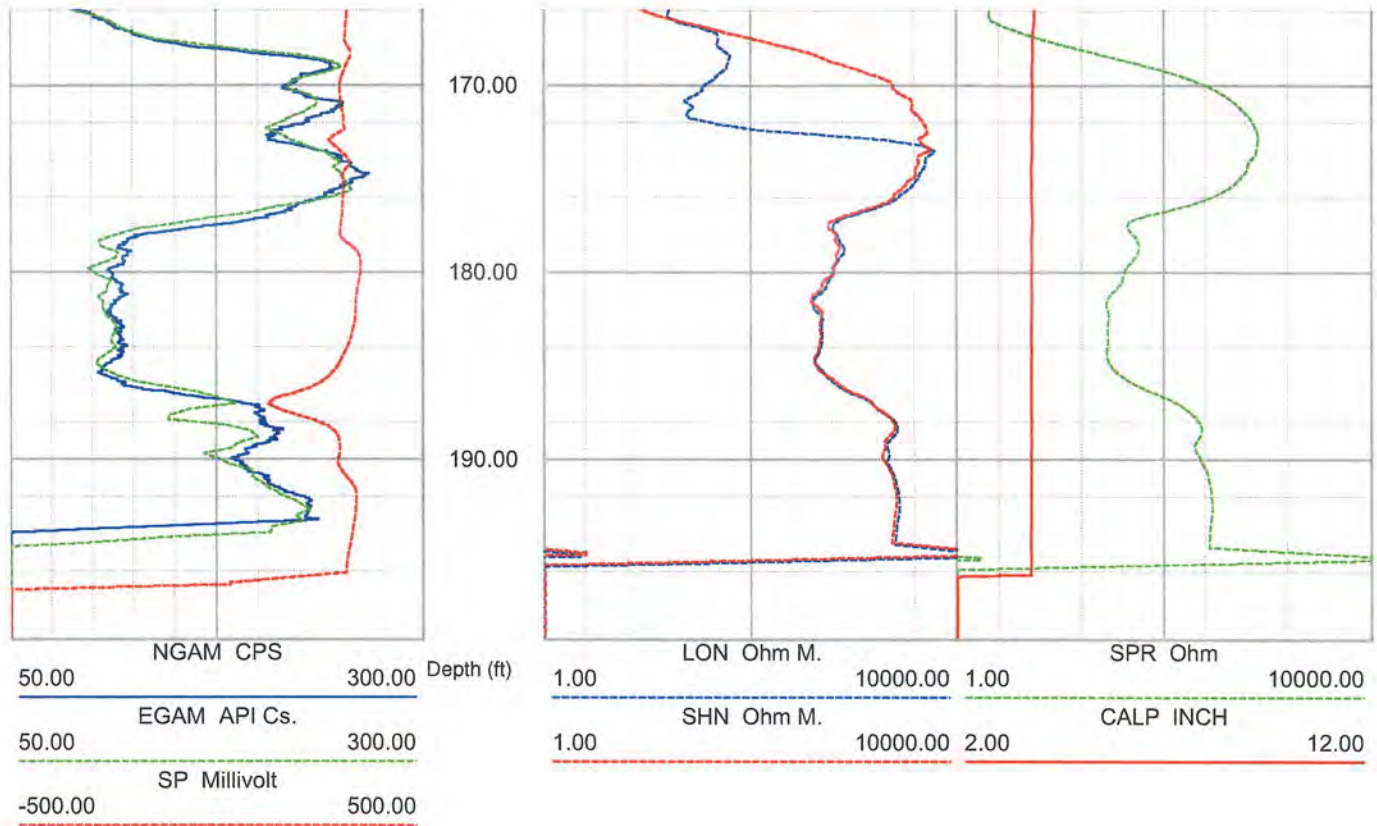 170.00
180.00
190.00
NGAM CPS
50.00 300.00
EGAM API Cs.
50.00 300.00
SP Millivolt
-500.00 500.00
Depth (ft)
LON Ohm M.
1.00 10000.00
SHN Ohm M.
1.00 10000.00
SPR Ohm
1.00 10000.00
CALP INCH
2.00 12.00